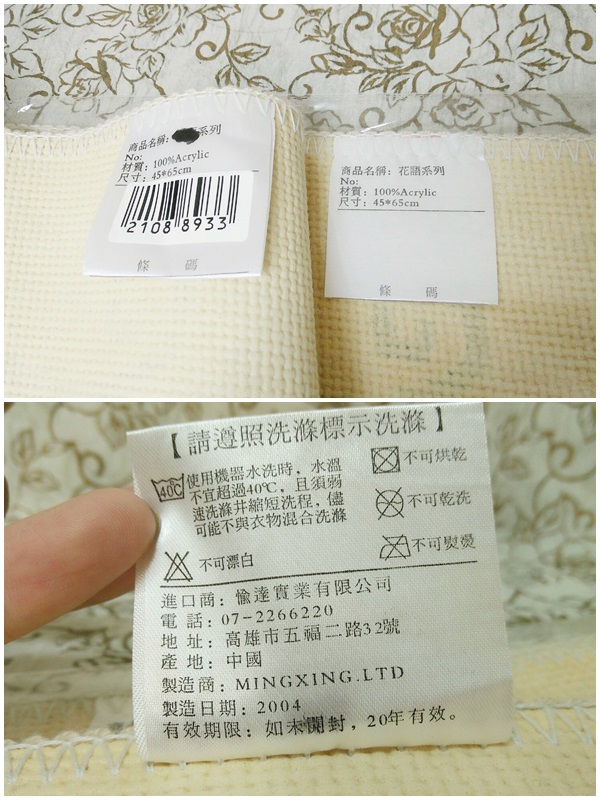 商品名稱: 系列
No:
材質: 100%Acrylic
尺寸: 45*65cm
2108 8933
條 碼
商品名稱: 花語系列
No:
材質: 100%Acrylic
尺寸: 45*65cm
條 碼
【請遵照洗滌標示洗滌】
40℃
使用機器水洗時, 水溫
不宜超過40℃, 且須弱
速洗滌并縮短洗程, 儘
可能不與衣物混合洗滌
不可漂白
不可烘乾
不可乾洗
不可熨燙
進口商: 愉達實業有限公司
電 話: 07-2266220
地 址: 高雄市五福二路32號
產 地: 中國
製造商: MINGXING.LTD
製造日期: 2004
有效期限: 如未開封, 20年有效。